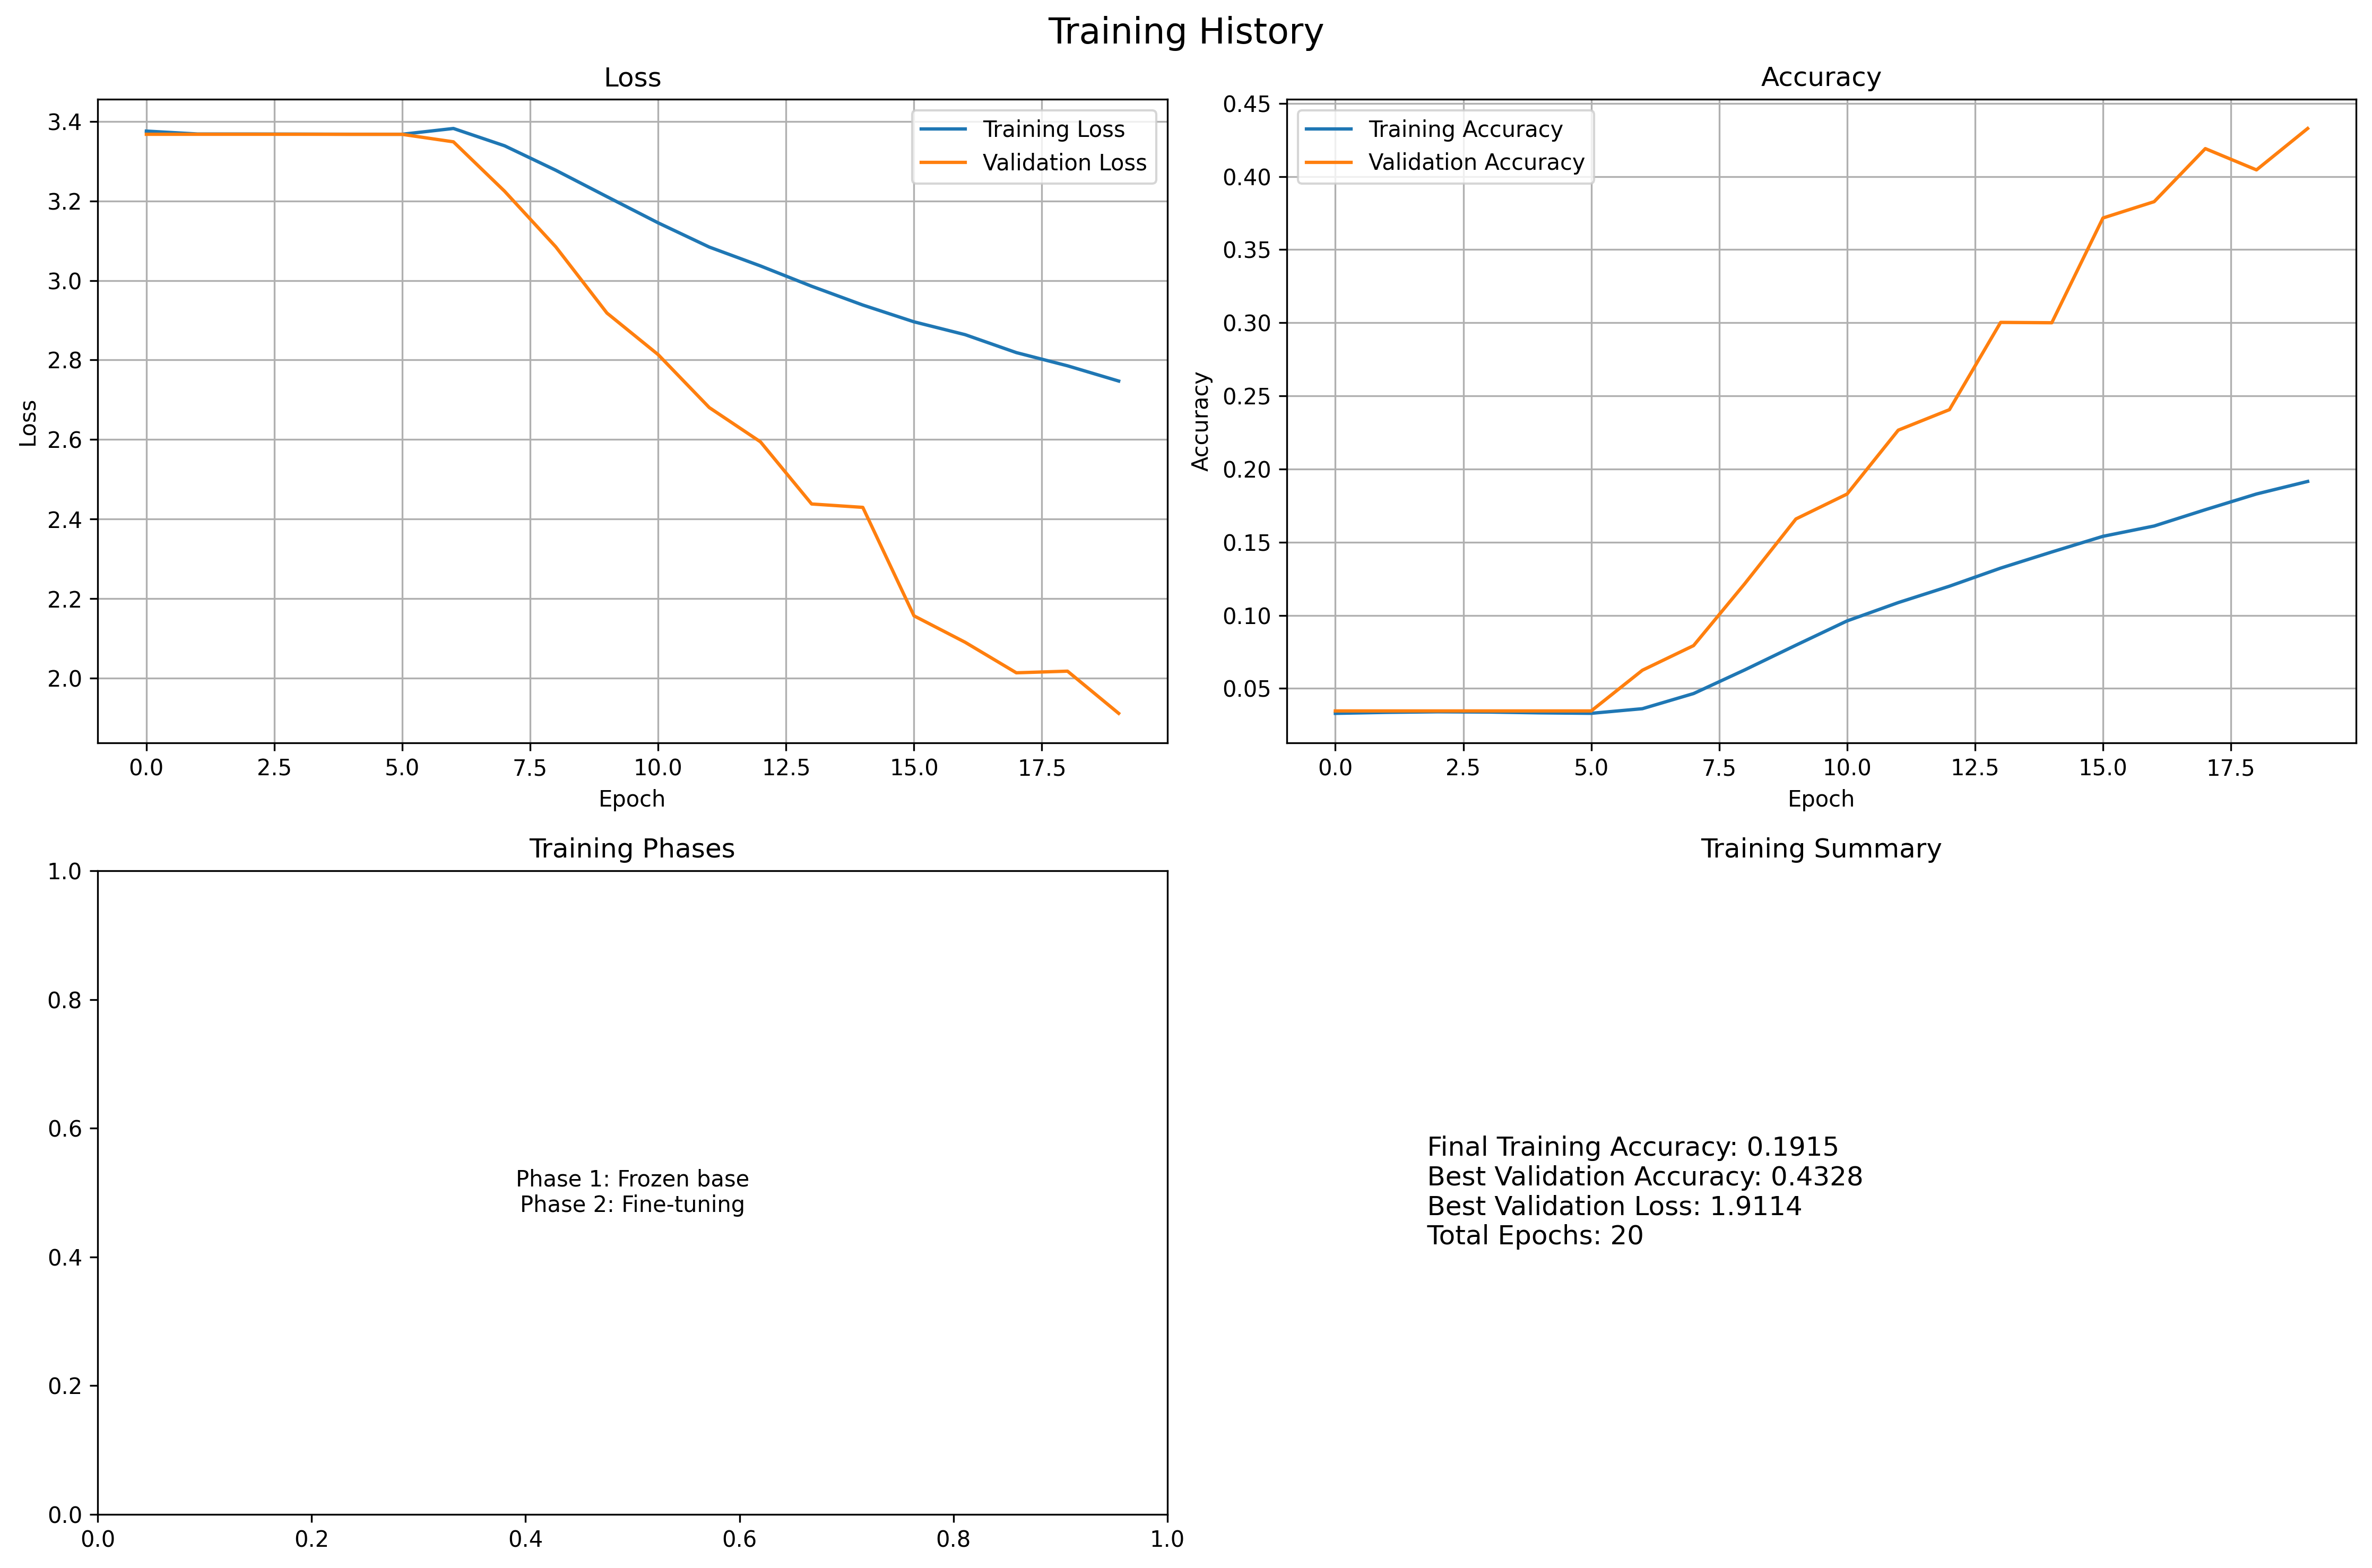 Training History
Loss
3.4
3.2
3.0
2.8
2.6
2.4
2.2
2.0
Loss
Training Loss
Validation Loss
0.0 2.5 5.0 7.5 10.0 12.5 15.0 17.5
Epoch
Accuracy
0.45
0.40
0.35
0.30
0.25
0.20
0.15
0.10
0.05
Accuracy
Training Accuracy
Validation Accuracy
0.0 2.5 5.0 7.5 10.0 12.5 15.0 17.5
Epoch
Training Phases
1.0
0.8
0.6
0.4
0.2
0.0
Phase 1: Frozen base
Phase 2: Fine-tuning
0.0 0.2 0.4 0.6 0.8 1.0
Training Summary
Final Training Accuracy: 0.1915
Best Validation Accuracy: 0.4328
Best Validation Loss: 1.9114
Total Epochs: 20